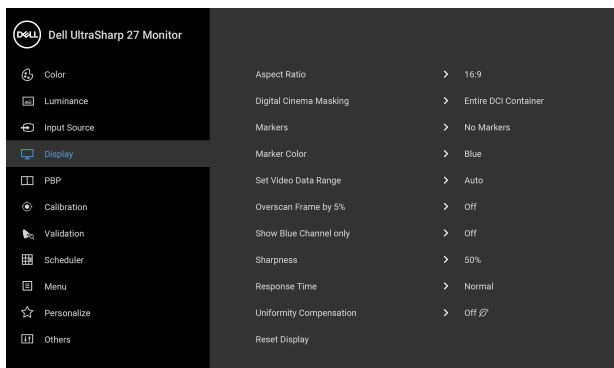 DELL Dell UltraSharp 27 Monitor
Color
Luminance
Input Source
Display
PBP
Calibration
Validation
Scheduler
Menu
Personalize
Others
Aspect Ratio > 16:9
Digital Cinema Masking > Entire DCI Container
Markers > No Markers
Marker Color > Blue
Set Video Data Range > Auto
Overscan Frame by 5% > Off
Show Blue Channel only > Off
Sharpness > 50%
Response Time > Normal
Uniformity Compensation > Off
Reset Display